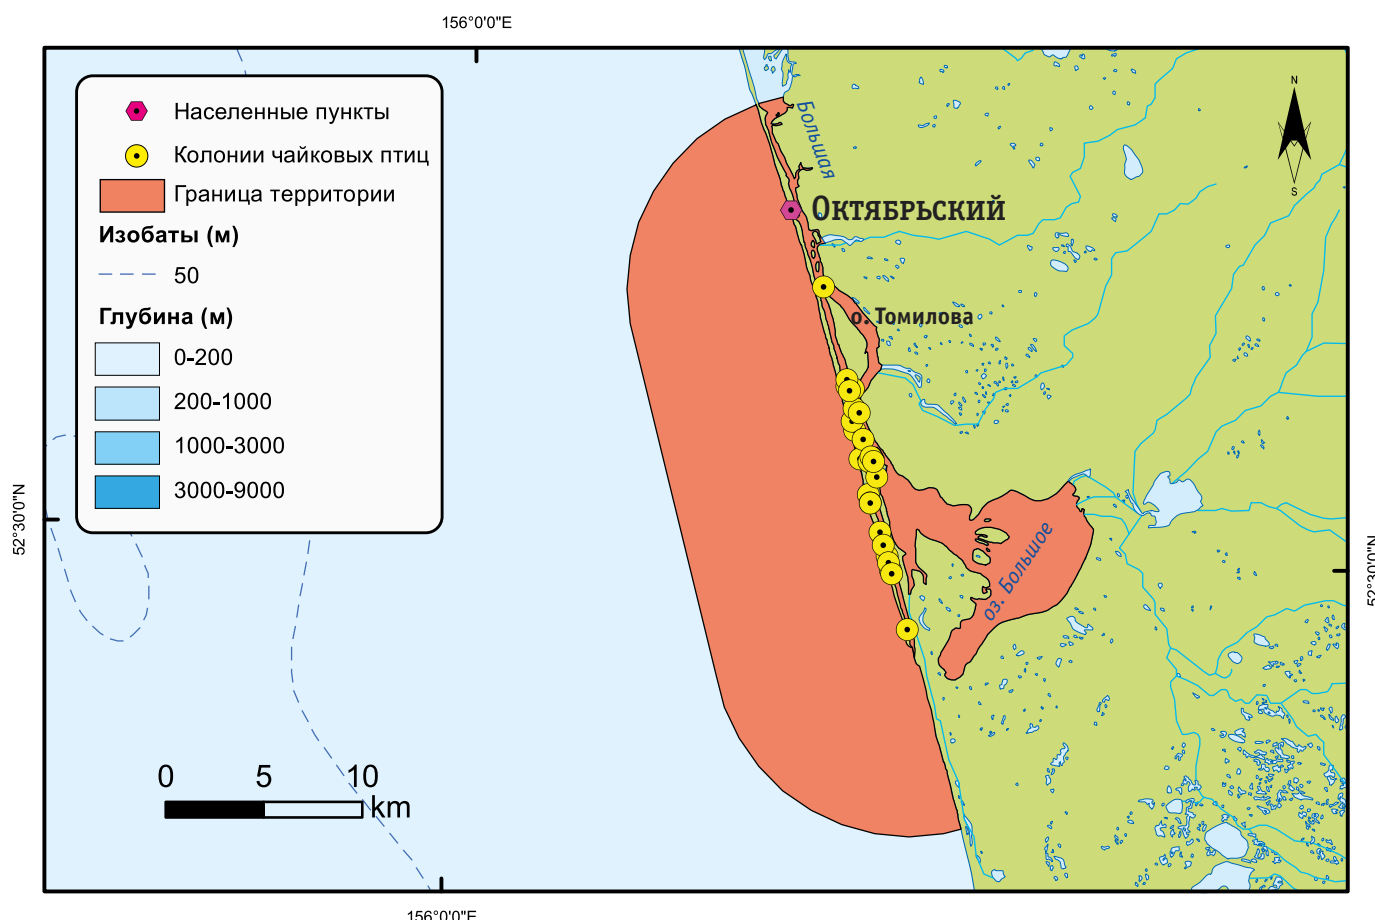 156°0'0"E
Населенные пункты
Колонии чайковых птиц
Граница территории
Изобаты (м)
50
Глубина (м)
0-200
200-1000
1000-3000
3000-9000
N
S
Большая
Октябрьский
о. Томилова
оз. Большое
52°30'0"N
52°30'0"N
0 5 10
km
156°0'0"E